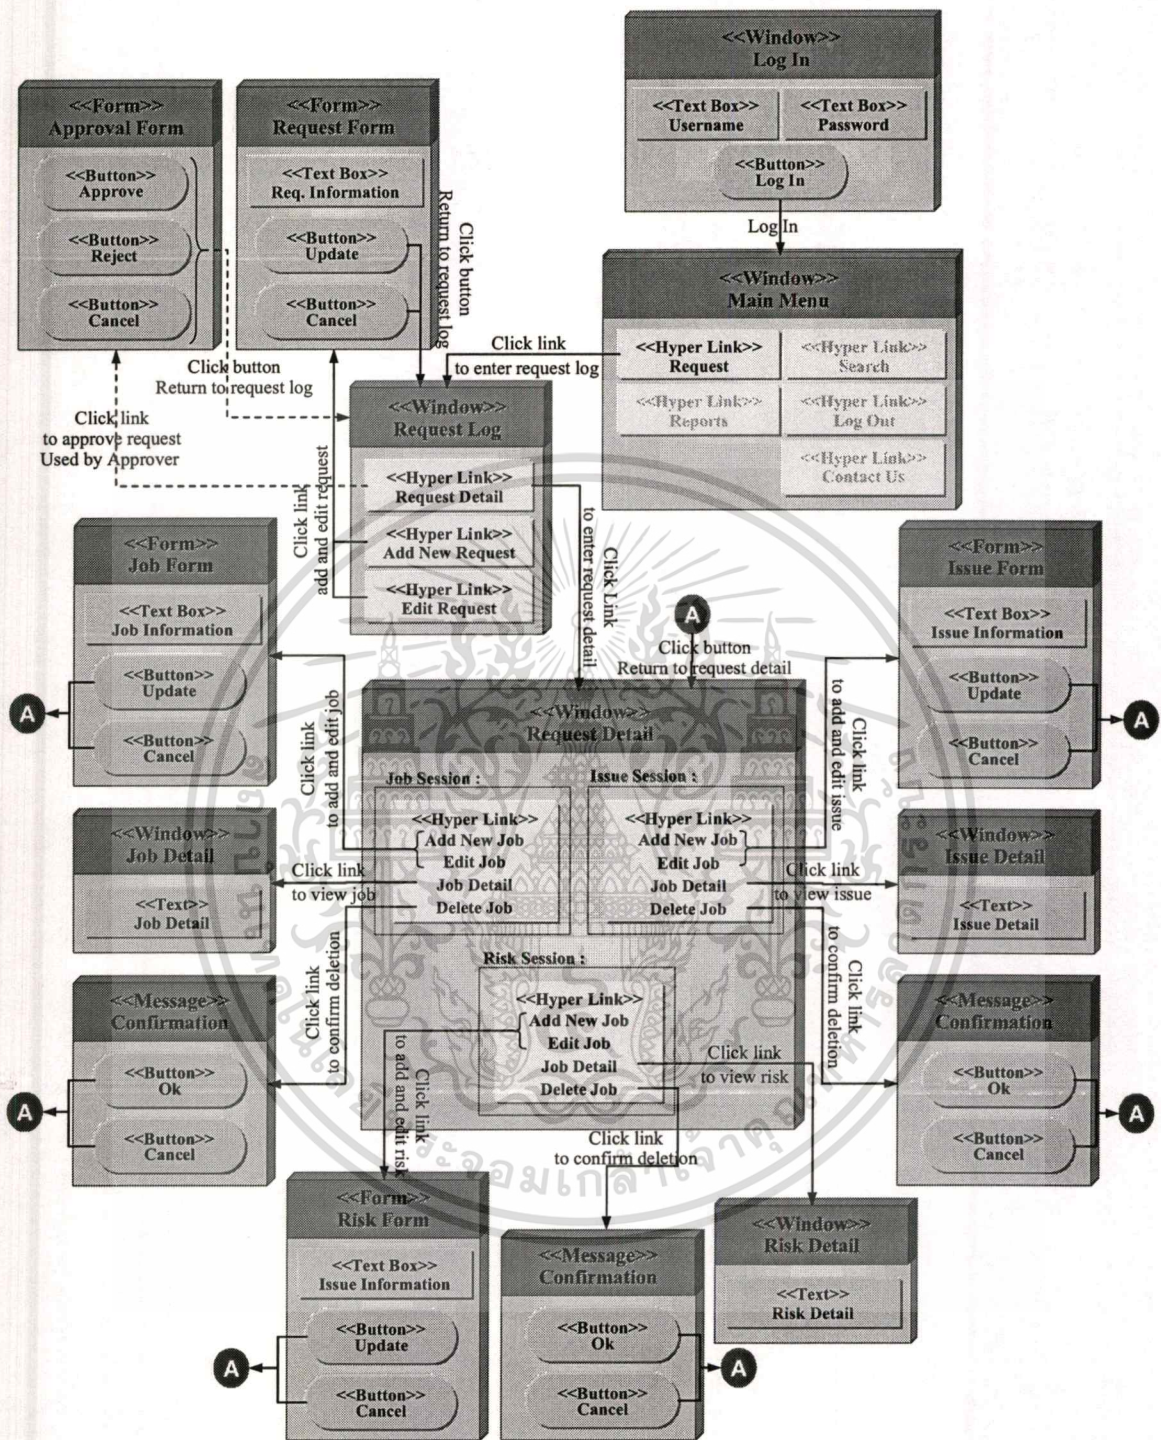 <<Window>>
Log In
<<Text Box>>
Username
<<Text Box>>
Password
<<Button>>
Log In
Log In
<<Form>>
Approval Form
<<Button>>
Approve
<<Button>>
Reject
<<Button>>
Cancel
<<Form>>
Request Form
<<Text Box>>
Req. Information
<<Button>>
Update
<<Button>>
Cancel
Click button
Return to request log
<<Window>>
Main Menu
<<Hyper Link>>
Request
<<Hyper Link>>
Search
<<Hyper Link>>
Reports
<<Hyper Link>>
Log Out
<<Hyper Link>>
Contact Us
Click link
to enter request log
Click button
Return to request log
Click link
to approve request
Used by Approver
<<Window>>
Request Log
<<Hyper Link>>
Request Detail
<<Hyper Link>>
Add New Request
<<Hyper Link>>
Edit Request
Click link
add and edit request
Click Link
to enter request detail
A
Click button
Return to request detail
<<Form>>
Job Form
<<Text Box>>
Job Information
<<Button>>
Update
<<Button>>
Cancel
A
Click link
to add and edit job
<<Form>>
Issue Form
<<Text Box>>
Issue Information
<<Button>>
Update
<<Button>>
Cancel
A
Click link
to add and edit issue
<<Window>>
Request Detail
Job Session :
<<Hyper Link>>
Add New Job
Edit Job
Job Detail
Delete Job
Issue Session :
<<Hyper Link>>
Add New Job
Edit Job
Job Detail
Delete Job
Risk Session :
<<Hyper Link>>
Add New Job
Edit Job
Job Detail
Delete Job
<<Window>>
Job Detail
<<Text>>
Job Detail
Click link
to view job
<<Window>>
Issue Detail
<<Text>>
Issue Detail
Click link
to view issue
<<Message>>
Confirmation
<<Button>>
Ok
<<Button>>
Cancel
A
Click link
to confirm deletion
<<Message>>
Confirmation
<<Button>>
Ok
<<Button>>
Cancel
A
Click link
to confirm deletion
Click link
to view risk
Click link
to add and edit risk
Click link
to confirm deletion
<<Form>>
Risk Form
<<Text Box>>
Issue Information
<<Button>>
Update
<<Button>>
Cancel
A
<<Message>>
Confirmation
<<Button>>
Ok
<<Button>>
Cancel
A
<<Window>>
Risk Detail
<<Text>>
Risk Detail